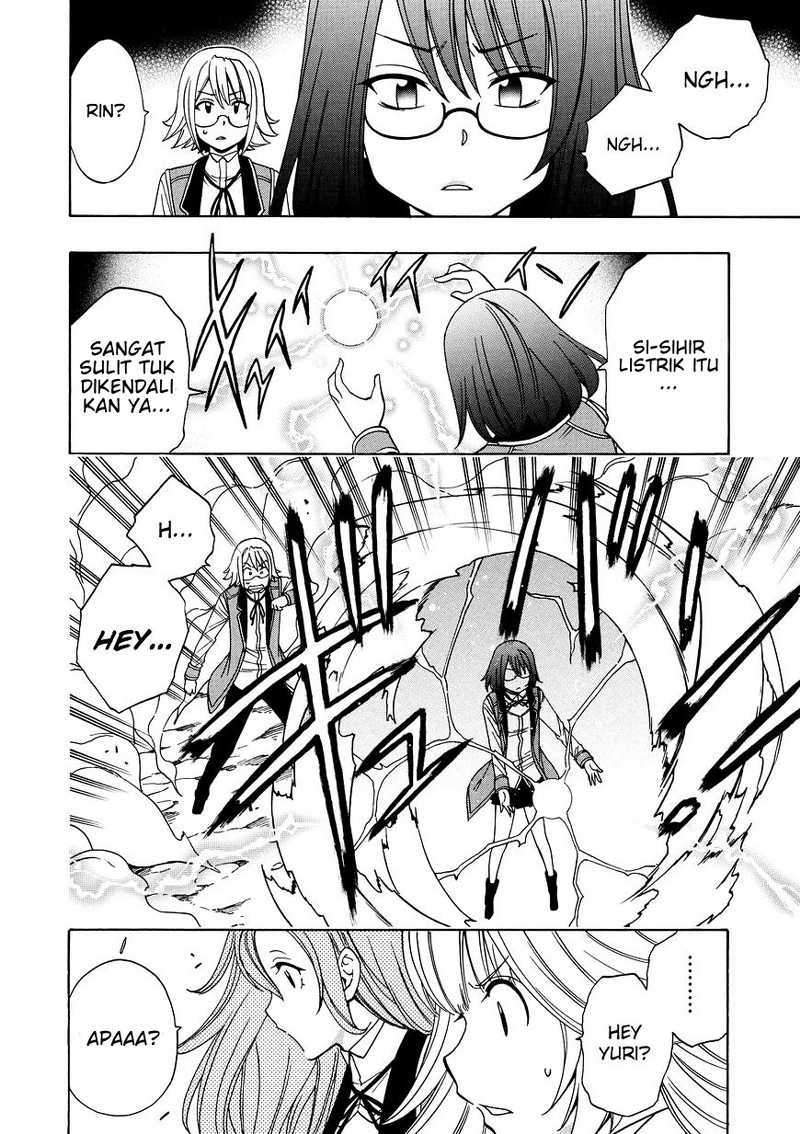 NGH...
NGH...
RIN?
SI-SIHIR
LISTRIK ITU
...
SANGAT
SULIT TUK
DIKENDALI
KAN YA...
H...
HEY...
........
HEY
YURI?
APAAA?